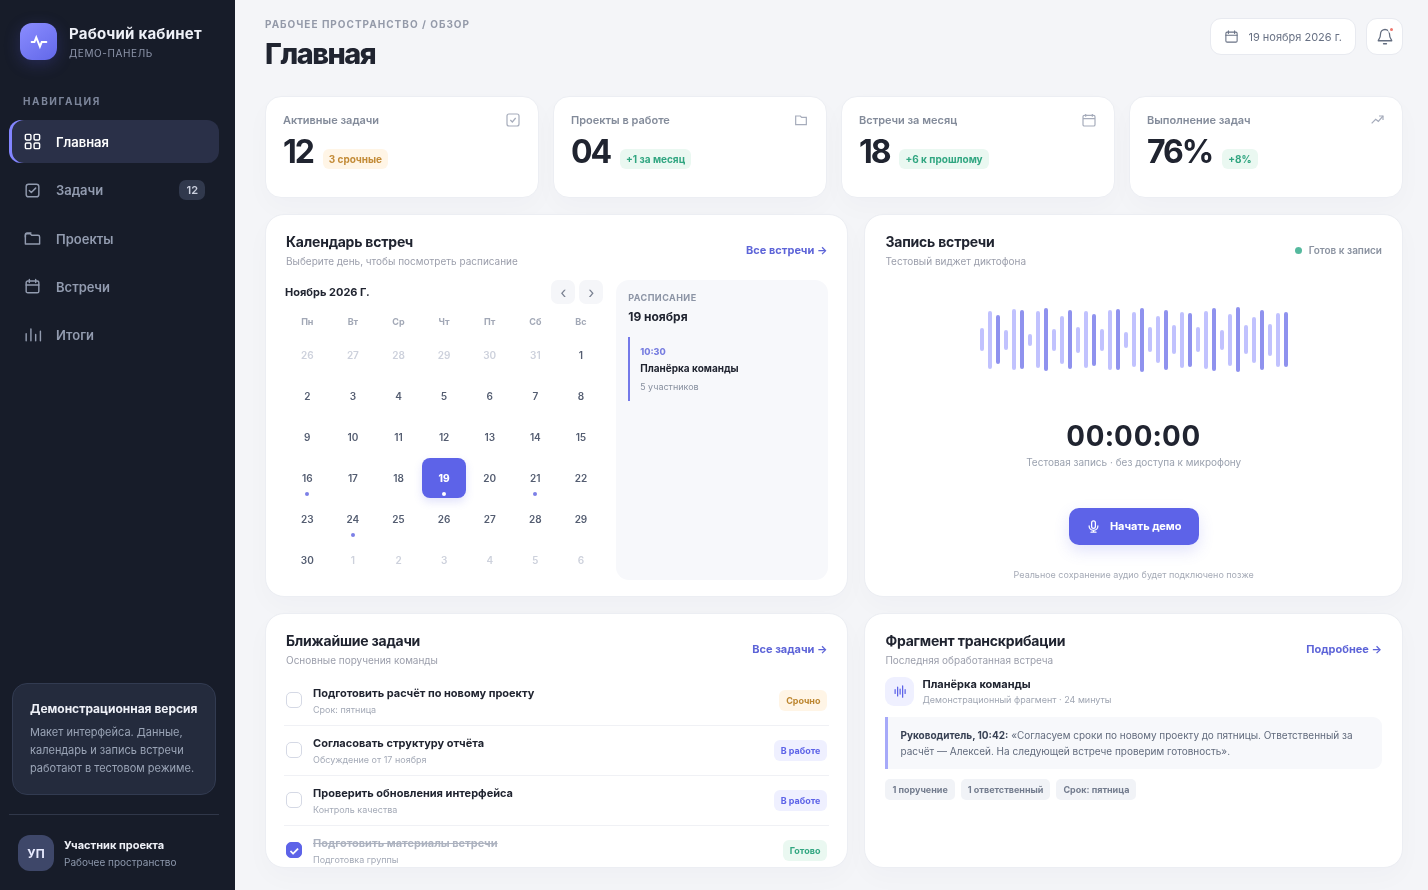 Рабочий кабинет
ДЕМО-ПАНЕЛЬ
НАВИГАЦИЯ
Главная
Задачи 12
Проекты
Встречи
Итоги
Демонстрационная версия
Макет интерфейса. Данные,
календарь и запись встречи
работают в тестовом режиме.
УП
Участник проекта
Рабочее пространство
РАБОЧЕЕ ПРОСТРАНСТВО / ОБЗОР
Главная
19 ноября 2026 г.
Активные задачи
12 3 срочные
Проекты в работе
04 +1 за месяц
Встречи за месяц
18 +6 к прошлому
Выполнение задач
76% +8%
Календарь встреч
Выберите день, чтобы посмотреть расписание
Все встречи →
Ноябрь 2026 Г.
Пн Вт Ср Чт Пт Сб Вс
26 27 28 29 30 31 1
2 3 4 5 6 7 8
9 10 11 12 13 14 15
16 17 18 19 20 21 22
23 24 25 26 27 28 29
30 1 2 3 4 5 6
РАСПИСАНИЕ
19 ноября
10:30
Планёрка команды
5 участников
Запись встречи
Тестовый виджет диктофона
Готов к записи
00:00:00
Тестовая запись · без доступа к микрофону
Начать демо
Реальное сохранение аудио будет подключено позже
Ближайшие задачи
Основные поручения команды
Все задачи →
Подготовить расчёт по новому проекту
Срок: пятница
Срочно
Согласовать структуру отчёта
Обсуждение от 17 ноября
В работе
Проверить обновления интерфейса
Контроль качества
В работе
Подготовить материалы встречи
Подготовка группы
Готово
Фрагмент транскрибации
Последняя обработанная встреча
Подробнее →
Планёрка команды
Демонстрационный фрагмент · 24 минуты
Руководитель, 10:42: «Согласуем сроки по новому проекту до пятницы. Ответственный за
расчёт — Алексей. На следующей встрече проверим готовность».
1 поручение 1 ответственный Срок: пятница